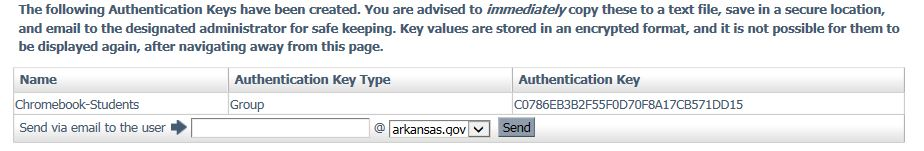 The following Authentication Keys have been created. You are advised to immediately copy these to a text file, save in a secure location,
and email to the designated administrator for safe keeping. Key values are stored in an encrypted format, and it is not possible for them to
be displayed again, after navigating away from this page.
Name Authentication Key Type Authentication Key
Chromebook-Students Group C0786EB3B2F55F0D70F8A17CB571DD15
Send via email to the user @ arkansas.gov Send